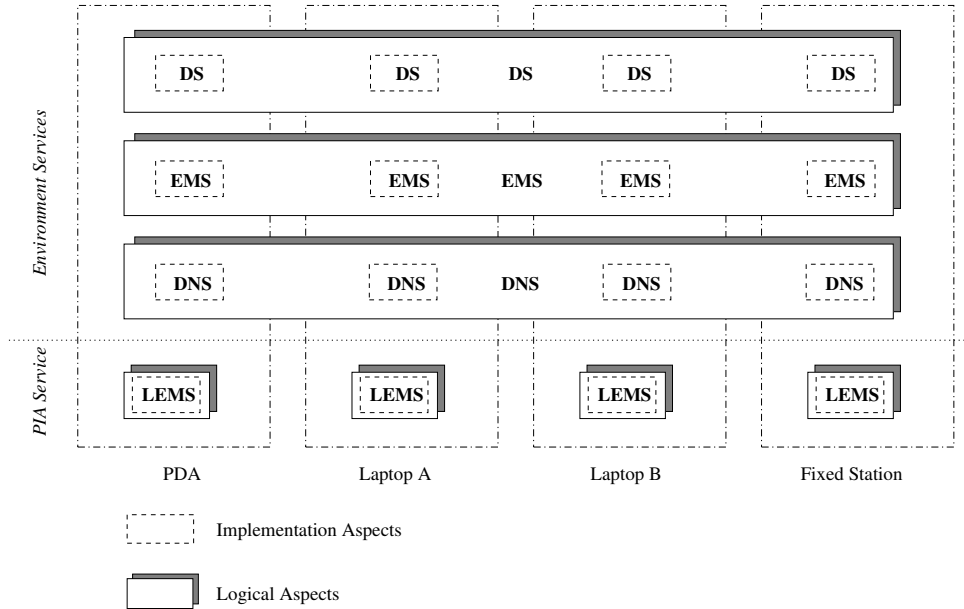 Environment Services
DS DS DS DS DS
EMS EMS EMS EMS EMS
DNS DNS DNS DNS DNS
PIA Service
LEMS LEMS LEMS LEMS
PDA Laptop A Laptop B Fixed Station
Implementation Aspects
Logical Aspects